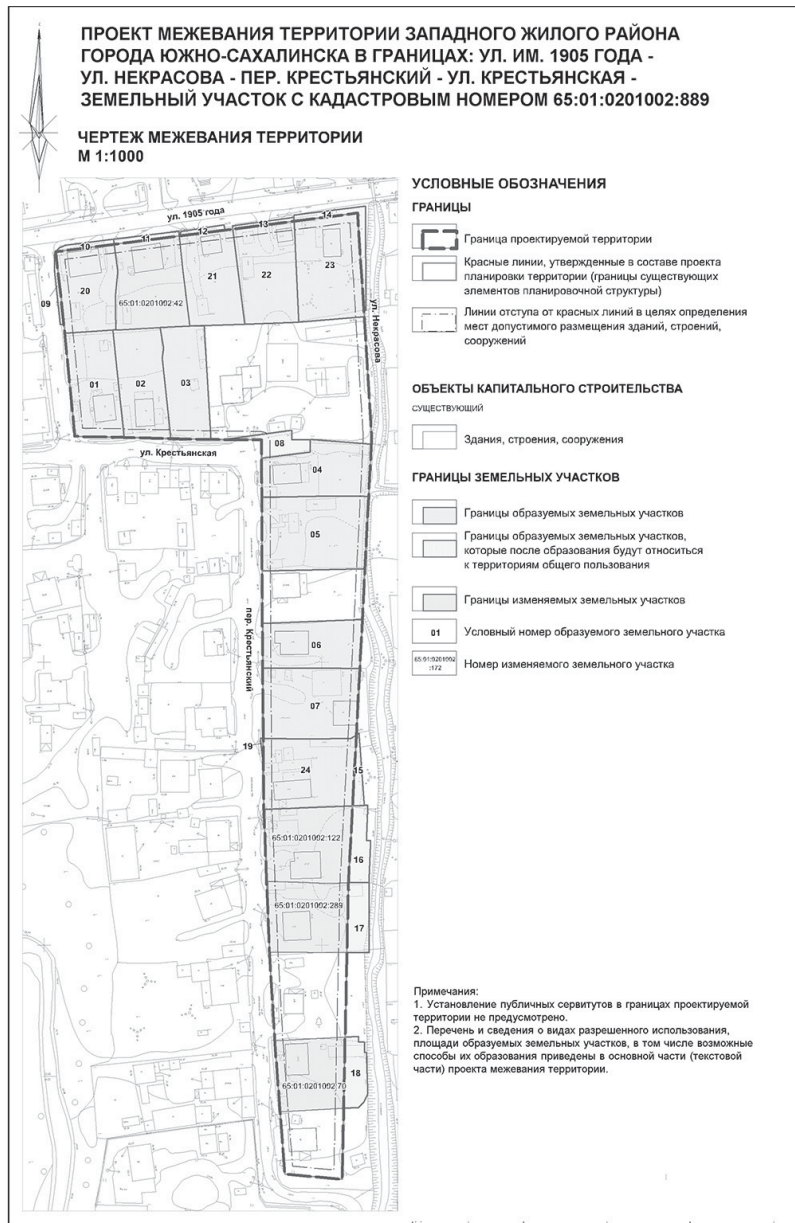 ПРОЕКТ МЕЖЕВАНИЯ ТЕРРИТОРИИ ЗАПАДНОГО ЖИЛОГО РАЙОНА
ГОРОДА ЮЖНО-САХАЛИНСКА В ГРАНИЦАХ: УЛ. ИМ. 1905 ГОДА -
УЛ. НЕКРАСОВА - ПЕР. КРЕСТЬЯНСКИЙ - УЛ. КРЕСТЬЯНСКАЯ -
ЗЕМЕЛЬНЫЙ УЧАСТОК С КАДАСТРОВЫМ НОМЕРОМ 65:01:0201002:889
ЧЕРТЕЖ МЕЖЕВАНИЯ ТЕРРИТОРИИ
М 1:1000
ул. 1905 года
10
11
12
13
14
09
20
65:01:0201002:42
21
22
23
ул. Некрасова
01
02
03
ул. Крестьянская
08
04
05
пер. Крестьянский
06
07
19
24
15
65:01:0201002:122
16
65:01:0201002:289
17
18
65:01:0201002:70
УСЛОВНЫЕ ОБОЗНАЧЕНИЯ
ГРАНИЦЫ
Граница проектируемой территории
Красные линии, утвержденные в составе проекта
планировки территории (границы существующих
элементов планировочной структуры)
Линии отступа от красных линий в целях определения
мест допустимого размещения зданий, строений,
сооружений
ОБЪЕКТЫ КАПИТАЛЬНОГО СТРОИТЕЛЬСТВА
СУЩЕСТВУЮЩИЙ
Здания, строения, сооружения
ГРАНИЦЫ ЗЕМЕЛЬНЫХ УЧАСТКОВ
Границы образуемых земельных участков
Границы образуемых земельных участков,
которые после образования будут относиться
к территориям общего пользования
Границы изменяемых земельных участков
01 Условный номер образуемого земельного участка
65:01:0201002
:172
Номер изменяемого земельного участка
Примечания:
1. Установление публичных сервитутов в границах проектируемой
территории не предусмотрено.
2. Перечень и сведения о видах разрешенного использования,
площади образуемых земельных участков, в том числе возможные
способы их образования приведены в основной части (текстовой
части) проекта межевания территории.